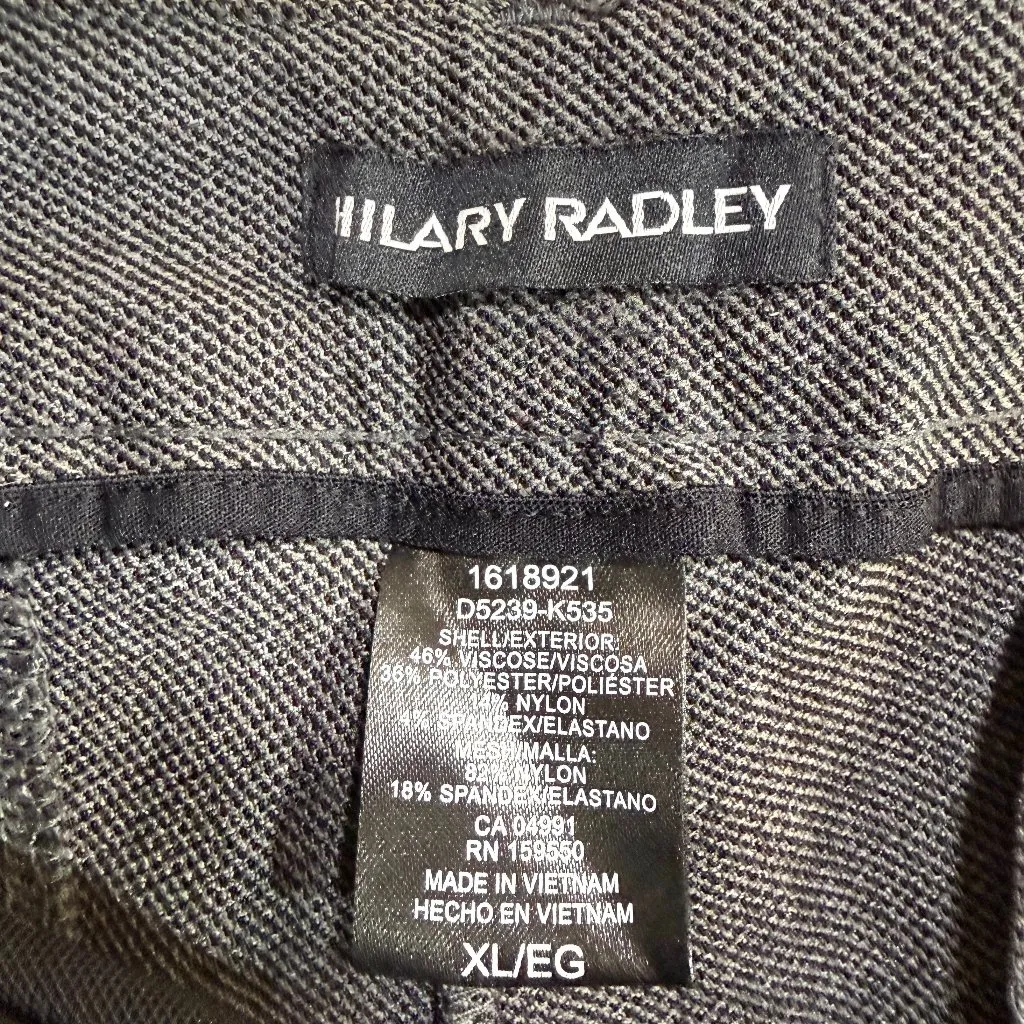 HILARY RADLEY
1618921
D5239-K535
SHELL/EXTERIOR:
46% VISCOSE/VISCOSA
36% POLYESTER/POLIÉSTER
14% NYLON
4% SPANDEX/ELASTANO
MESH/MALLA:
82% NYLON
18% SPANDEX/ELASTANO
CA 04991
RN 159550
MADE IN VIETNAM
HECHO EN VIETNAM
XL/EG